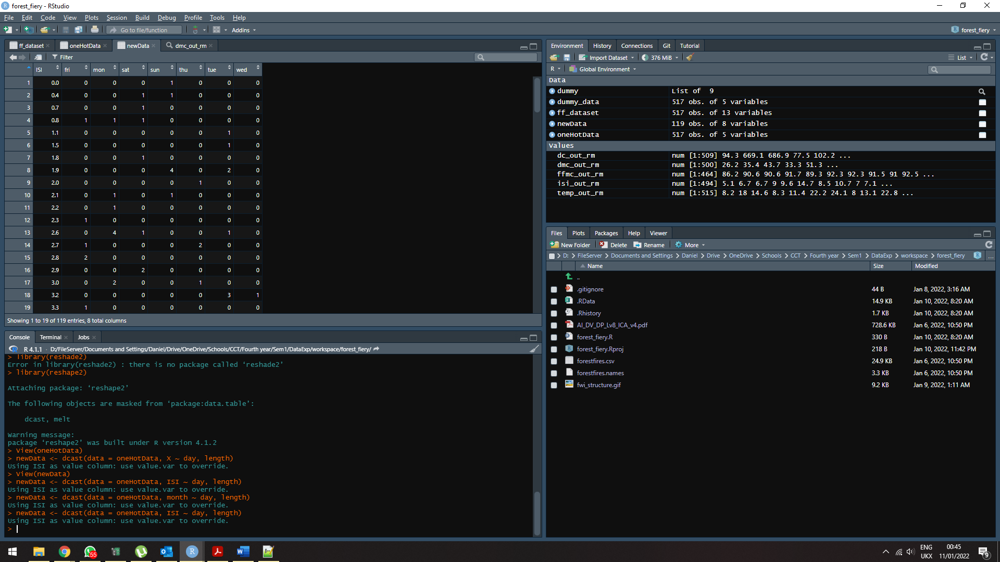 forest_fiery - RStudio
File Edit Code View Plots Session Build Debug Profile Tools Help
Go to file/function Addins forest_fiery
ff_dataset oneHotData newData dmc_out_rm
Filter
ISI fri mon sat sun thu tue wed
1 0.0 0 0 0 1 0 0 0
2 0.4 0 0 1 1 0 0 0
3 0.7 0 0 1 0 0 0 0
4 0.8 1 1 1 0 0 0 0
5 1.1 0 0 0 0 0 1 0
6 1.5 0 0 0 0 0 1 0
7 1.8 0 0 1 0 0 0 0
8 1.9 0 0 0 4 0 2 0
9 2.0 0 0 0 0 1 0 0
10 2.1 0 1 0 1 0 0 0
11 2.2 0 1 0 0 0 0 0
12 2.3 1 0 0 0 0 0 0
13 2.6 0 4 1 0 0 1 0
14 2.7 1 0 0 0 2 0 0
15 2.8 2 0 0 0 0 0 0
16 2.9 0 0 2 0 0 0 0
17 3.0 0 2 0 0 1 0 0
18 3.2 0 0 0 0 0 3 1
19 3.3 1 0 0 0 0 0 0
Showing 1 to 19 of 119 entries, 8 total columns
Console Terminal Jobs
R 4.1.1 · D:/FileServer/Documents and Settings/Daniel/Drive/OneDrive/Schools/CCT/Fourth year/Sem1/DataExp/workspace/forest_fiery/
> library(reshade2)
Error in library(reshade2) : there is no package called ‘reshade2’
> library(reshape2)
Attaching package: ‘reshape2’
The following objects are masked from ‘package:data.table’:
dcast, melt
Warning message:
package ‘reshape2’ was built under R version 4.1.2
> View(oneHotData)
> newData <- dcast(data = oneHotData, X ~ day, length)
Using ISI as value column: use value.var to override.
> View(newData)
> newData <- dcast(data = oneHotData, ISI ~ day, length)
Using ISI as value column: use value.var to override.
> newData <- dcast(data = oneHotData, month ~ day, length)
Using ISI as value column: use value.var to override.
> newData <- dcast(data = oneHotData, ISI ~ day, length)
Using ISI as value column: use value.var to override.
>
Environment History Connections Git Tutorial
Import Dataset 376 MiB List
R Global Environment
Data
dummy List of 9
dummy_data 517 obs. of 5 variables
ff_dataset 517 obs. of 13 variables
newData 119 obs. of 8 variables
oneHotData 517 obs. of 5 variables
Values
dc_out_rm num [1:509] 94.3 669.1 686.9 77.5 102.2 ...
dmc_out_rm num [1:500] 26.2 35.4 43.7 33.3 51.3 ...
ffmc_out_rm num [1:464] 86.2 90.6 90.6 91.7 89.3 92.3 92.3 91.5 91 92.5 ...
isi_out_rm num [1:494] 5.1 6.7 6.7 9 9.6 14.7 8.5 10.7 7 7.1 ...
temp_out_rm num [1:515] 8.2 18 14.6 8.3 11.4 22.2 24.1 8 13.1 22.8 ...
Files Plots Packages Help Viewer
New Folder Delete Rename More
D: > FileServer > Documents and Settings > Daniel > Drive > OneDrive > Schools > CCT > Fourth year > Sem1 > DataExp > workspace > forest_fiery ...
Name Size Modified
..
.gitignore 44 B Jan 8, 2022, 3:16 AM
.RData 14.9 KB Jan 10, 2022, 8:20 AM
.Rhistory 1.7 KB Jan 10, 2022, 8:20 AM
AI_DV_DP_Lv8_ICA_v4.pdf 728.6 KB Jan 6, 2022, 10:50 PM
forest_fiery.R 330 B Jan 10, 2022, 8:20 AM
forest_fiery.Rproj 218 B Jan 10, 2022, 11:42 PM
forestfires.csv 24.9 KB Jan 6, 2022, 10:50 PM
forestfires.names 3.3 KB Jan 6, 2022, 10:50 PM
fwi_structure.gif 9.2 KB Jan 9, 2022, 1:11 AM
55
ENG
UKX
00:45
11/01/2022
9